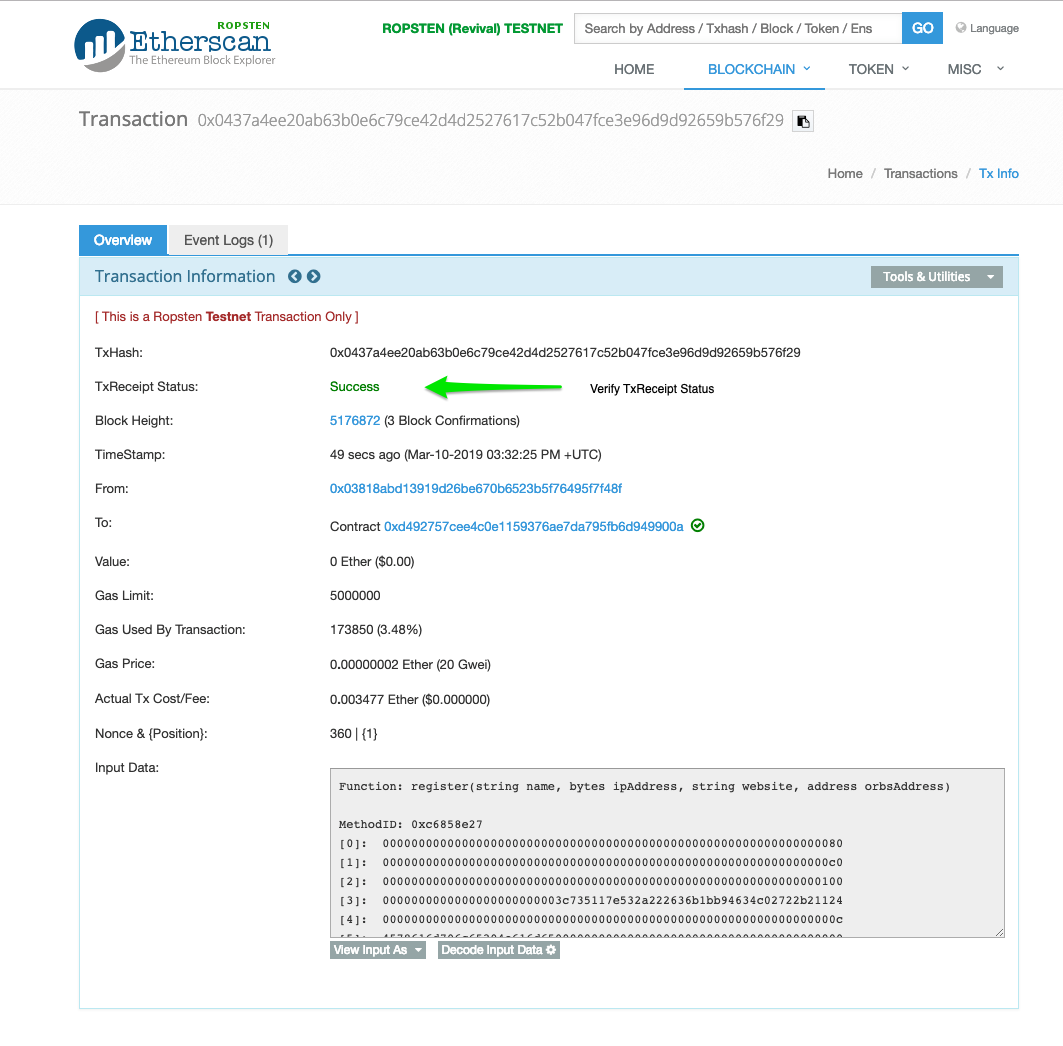 ROPSTEN
Etherscan
The Ethereum Block Explorer
ROPSTEN (Revival) TESTNET
Search by Address / Txhash / Block / Token / Ens
GO
Language
HOME
BLOCKCHAIN
TOKEN
MISC
Transaction 0x0437a4ee20ab63b0e6c79ce42d4d2527617c52b047fce3e96d9d92659b576f29
Home / Transactions / Tx Info
Overview
Event Logs (1)
Transaction Information
Tools & Utilities
[ This is a Ropsten Testnet Transaction Only ]
TxHash: 0x0437a4ee20ab63b0e6c79ce42d4d2527617c52b047fce3e96d9d92659b576f29
TxReceipt Status: Success
Verify TxReceipt Status
Block Height: 5176872 (3 Block Confirmations)
TimeStamp: 49 secs ago (Mar-10-2019 03:32:25 PM +UTC)
From: 0x03818abd13919d26be670b6523b5f76495f7f48f
To: Contract 0xd492757cee4c0e1159376ae7da795fb6d949900a
Value: 0 Ether ($0.00)
Gas Limit: 5000000
Gas Used By Transaction: 173850 (3.48%)
Gas Price: 0.00000002 Ether (20 Gwei)
Actual Tx Cost/Fee: 0.003477 Ether ($0.000000)
Nonce & {Position}: 360 | {1}
Input Data:
Function: register(string name, bytes ipAddress, string website, address orbsAddress)
MethodID: 0xc6858e27
[0]: 0000000000000000000000000000000000000000000000000000000000000080
[1]: 00000000000000000000000000000000000000000000000000000000000000c0
[2]: 0000000000000000000000000000000000000000000000000000000000000100
[3]: 0000000000000000000000003c735117e532a222636b1bb94634c02722b21124
[4]: 000000000000000000000000000000000000000000000000000000000000000c
View Input As
Decode Input Data